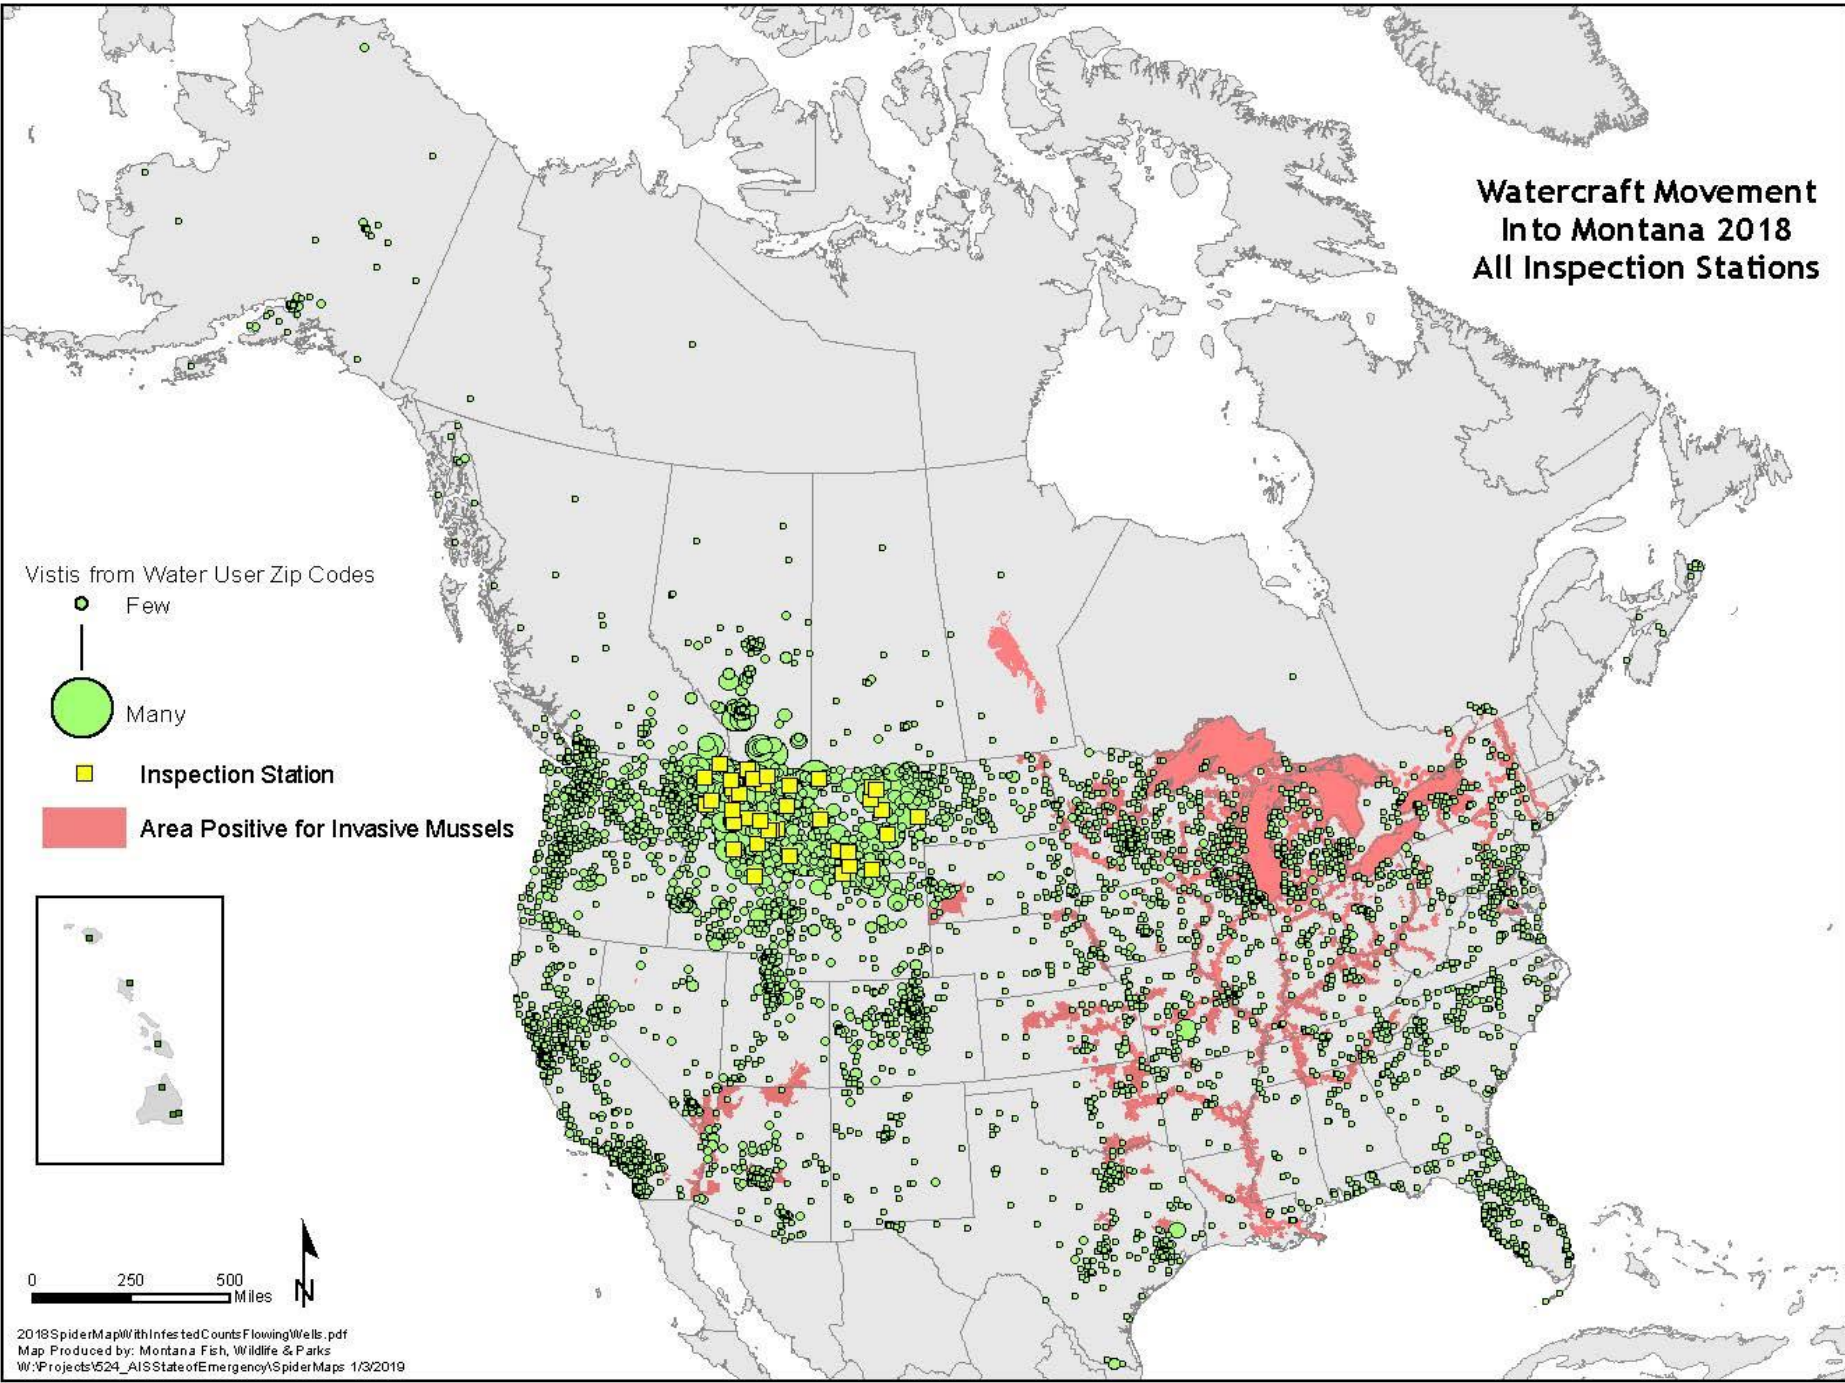 Watercraft Movement
Into Montana 2018
All Inspection Stations
Vistis from Water User Zip Codes
Few
Many
Inspection Station
Area Positive for Invasive Mussels
0 250 500
Miles
N
2018SpiderMapWithInfestedCountsFlowingWells.pdf
Map Produced by: Montana Fish, Wildlife & Parks
W:\Projects\524_AISStateofEmergency\SpiderMaps 1/3/2019